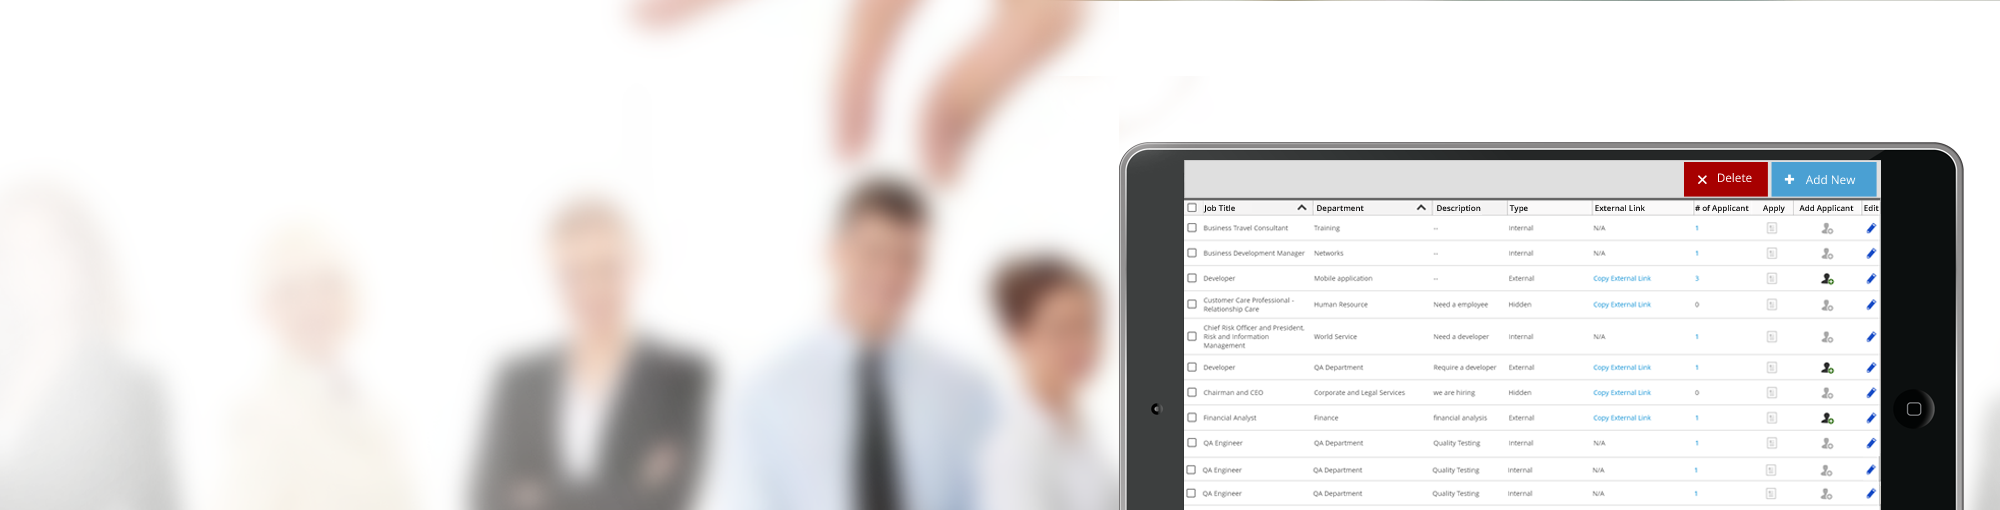 Delete
Add New
Job Title Department Description Type External Link # of Applicant Apply Add Applicant Edit
Business Travel Consultant Training -- Internal N/A 1
Business Development Manager Networks -- Internal N/A 1
Developer Mobile application -- External Copy External Link 3
Customer Care Professional - Human Resource Need a employee Hidden Copy External Link 0
Relationship Care
Chief Risk Officer and President,
Risk and Information World Service Need a developer Internal N/A 1
Management
Developer QA Department Require a developer External Copy External Link 1
Chairman and CEO Corporate and Legal Services we are hiring Hidden Copy External Link 0
Financial Analyst Finance financial analysis External Copy External Link 1
QA Engineer QA Department Quality Testing Internal N/A 1
QA Engineer QA Department Quality Testing Internal N/A 1
QA Engineer QA Department Quality Testing Internal N/A 1